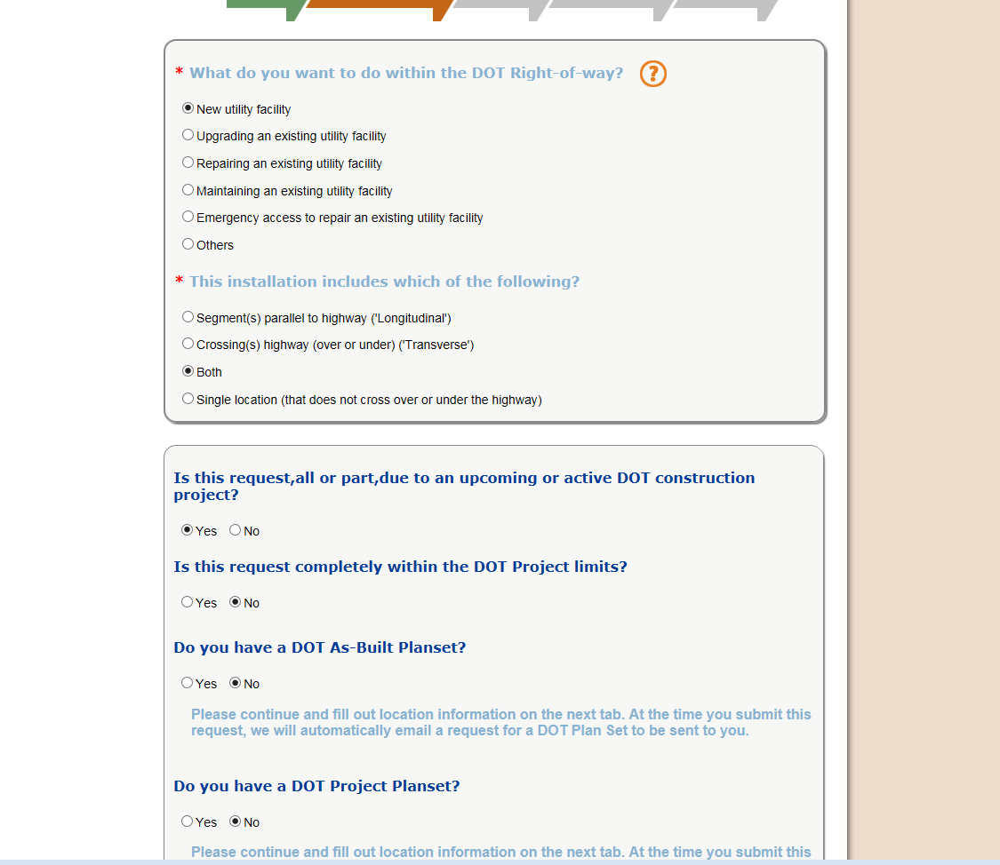 * What do you want to do within the DOT Right-of-way? ?
New utility facility
Upgrading an existing utility facility
Repairing an existing utility facility
Maintaining an existing utility facility
Emergency access to repair an existing utility facility
Others
* This installation includes which of the following?
Segment(s) parallel to highway ('Longitudinal')
Crossing(s) highway (over or under) ('Transverse')
Both
Single location (that does not cross over or under the highway)
Is this request,all or part,due to an upcoming or active DOT construction
project?
Yes No
Is this request completely within the DOT Project limits?
Yes No
Do you have a DOT As-Built Planset?
Yes No
Please continue and fill out location information on the next tab. At the time you submit this
request, we will automatically email a request for a DOT Plan Set to be sent to you.
Do you have a DOT Project Planset?
Yes No
Please continue and fill out location information on the next tab. At the time you submit this